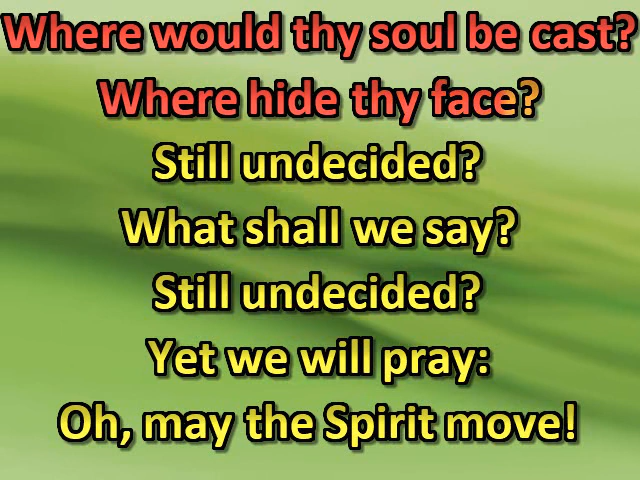 Where would thy soul be cast?
Where hide thy face?
Still undecided?
What shall we say?
Still undecided?
Yet we will pray:
Oh, may the Spirit move!